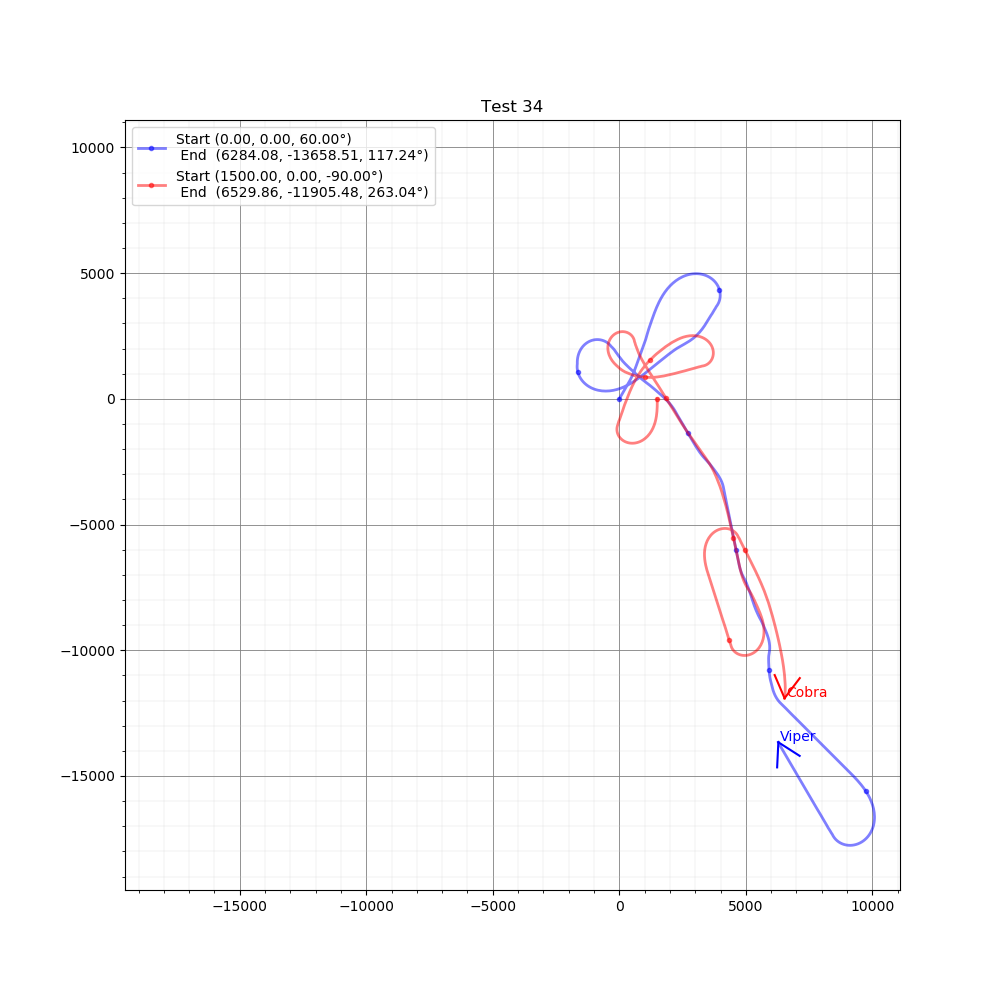 Test 34
Start (0.00, 0.00, 60.00°)
End (6284.08, -13658.51, 117.24°)
Start (1500.00, 0.00, -90.00°)
End (6529.86, -11905.48, 263.04°)
10000
5000
0
−5000
−10000
−15000
Cobra
Viper
−15000 −10000 −5000 0 5000 10000